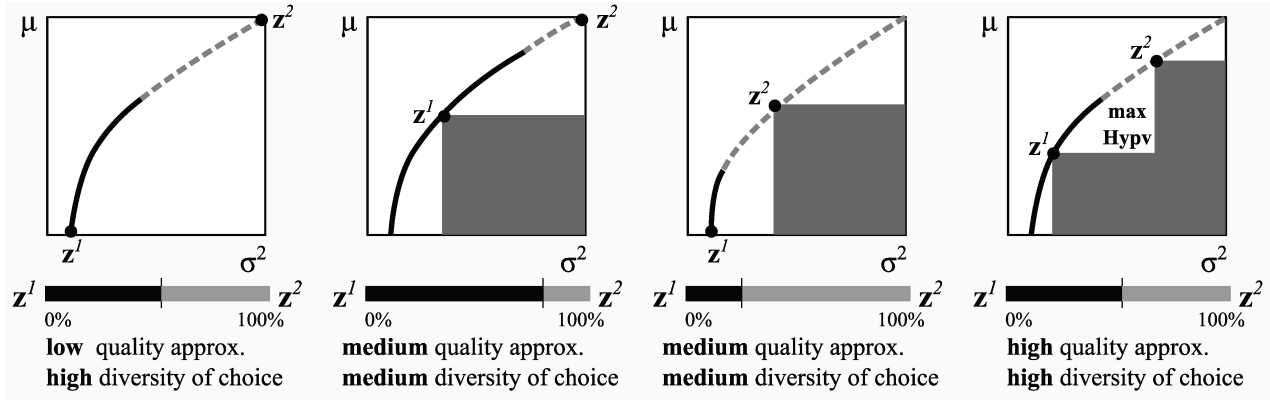 μ
z²
z¹
σ²
z¹ z²
0% 100%
low quality approx.
high diversity of choice
μ
z²
z¹
σ²
z¹ z²
0% 100%
medium quality approx.
medium diversity of choice
μ
z²
z¹
σ²
z¹ z²
0% 100%
medium quality approx.
medium diversity of choice
μ
z²
max
Hypv
z¹
σ²
z¹ z²
0% 100%
high quality approx.
high diversity of choice